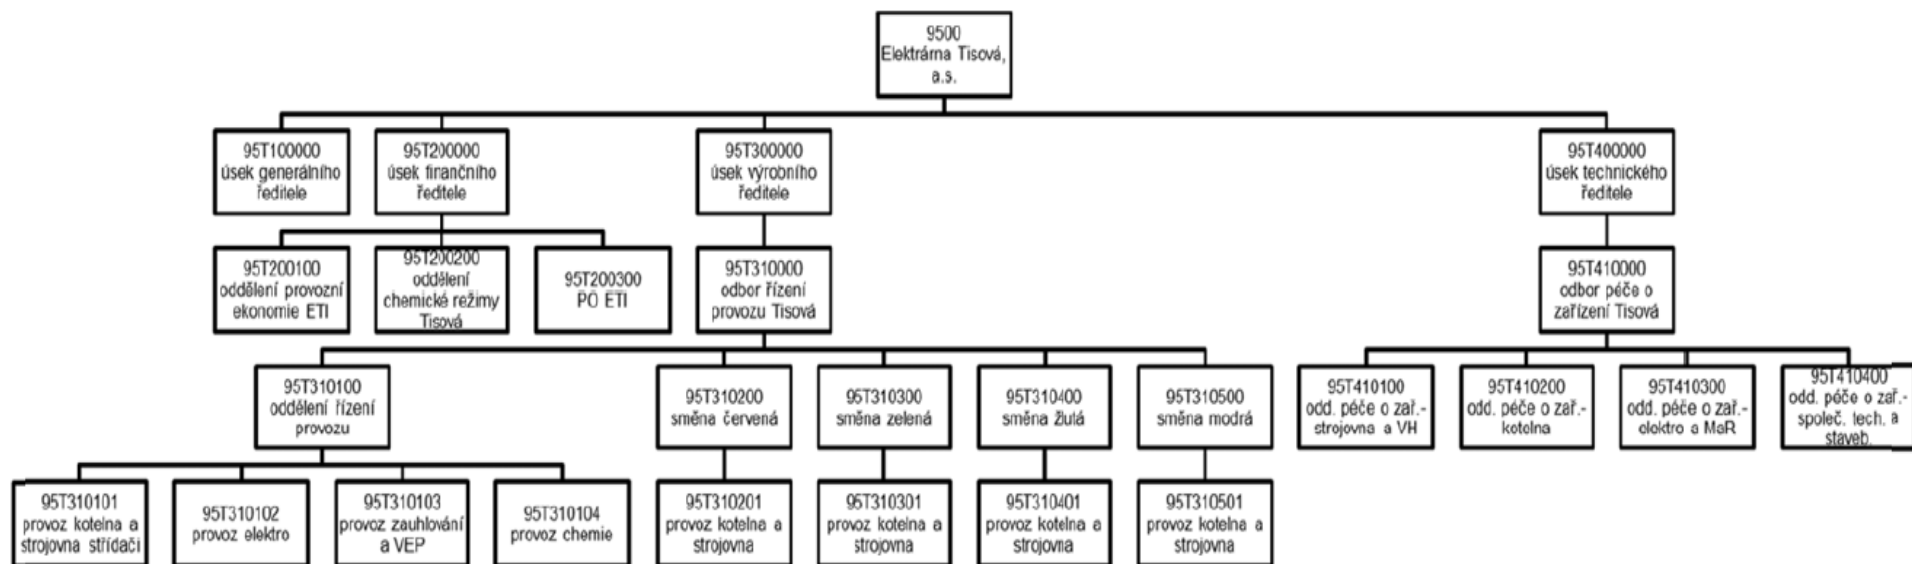 9500
Elektrárna Tisová,
a.s.
95T100000
úsek generálního
ředitele
95T200000
úsek finančního
ředitele
95T300000
úsek výrobního
ředitele
95T400000
úsek technického
ředitele
95T200100
oddělení provozní
ekonomie ETI
95T200200
oddělení
chemické režimy
Tisová
95T200300
PO ETI
95T310000
odbor řízení
provozu Tisová
95T410000
odbor péče o
zařízení Tisová
95T310100
oddělení řízení
provozu
95T310200
směna červená
95T310300
směna zelená
95T310400
směna žlutá
95T310500
směna modrá
95T410100
odd. péče o zař.-
strojovna a VH
95T410200
odd. péče o zař.-
kotelna
95T410300
odd. péče o zař.-
elektro a MaR
95T410400
odd. péče o zař.-
společ. tech. a
staveb.
95T310101
provoz kotelna a
strojovna střídači
95T310102
provoz elektro
95T310103
provoz zauhlování
a VEP
95T310104
provoz chemie
95T310201
provoz kotelna a
strojovna
95T310301
provoz kotelna a
strojovna
95T310401
provoz kotelna a
strojovna
95T310501
provoz kotelna a
strojovna